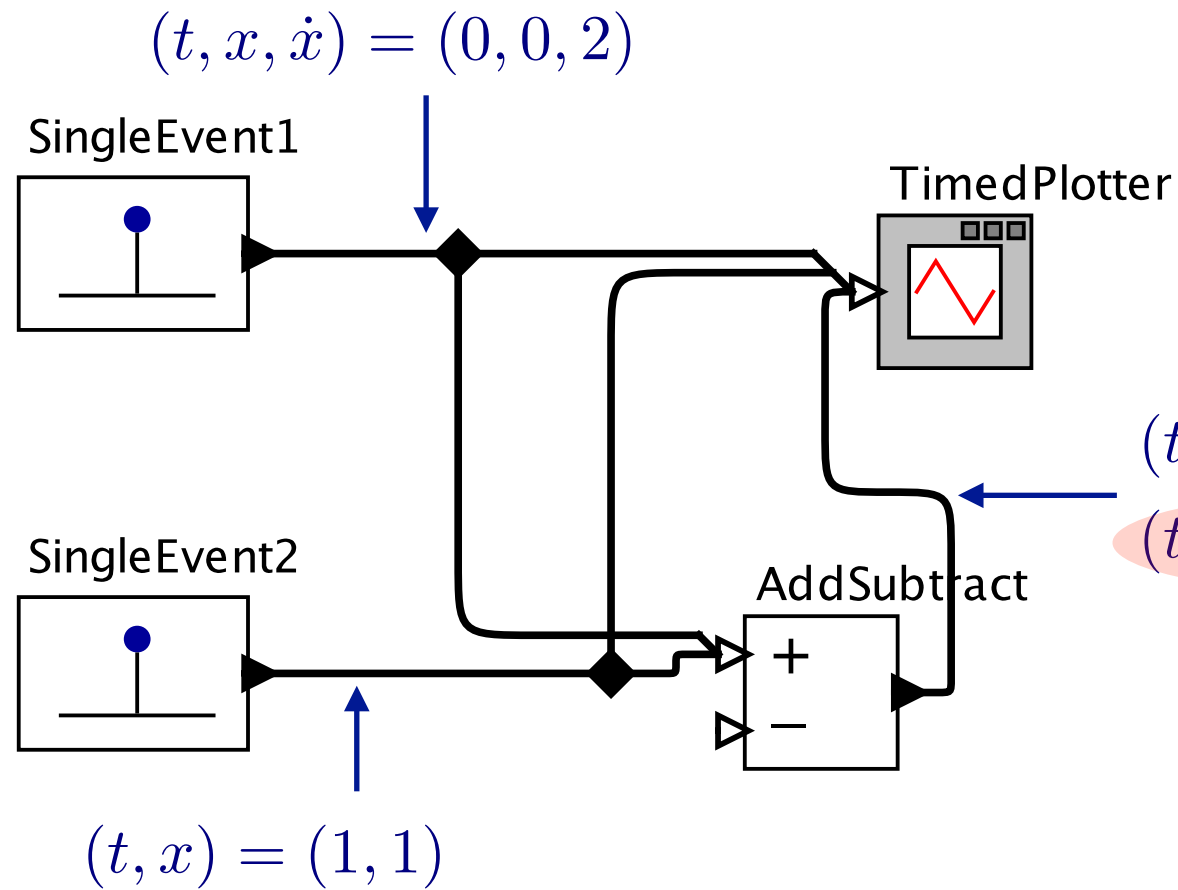 (t, x, ẋ) = (0, 0, 2)
SingleEvent1
TimedPlotter
(t
(t
SingleEvent2
AddSubtract
+
−
(t, x) = (1, 1)